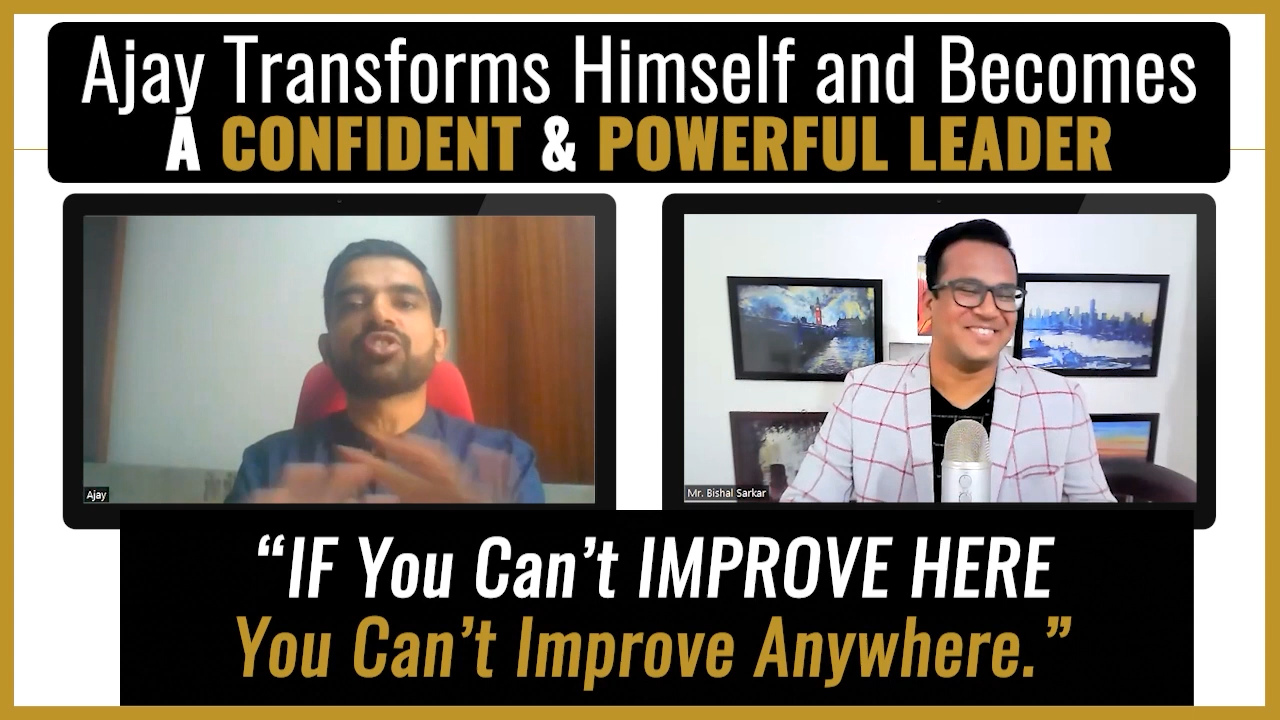 Ajay Transforms Himself and Becomes
A CONFIDENT & POWERFUL LEADER
Ajay
Mr. Bishal Sarkar
“IF You Can’t IMPROVE HERE
You Can’t Improve Anywhere.”